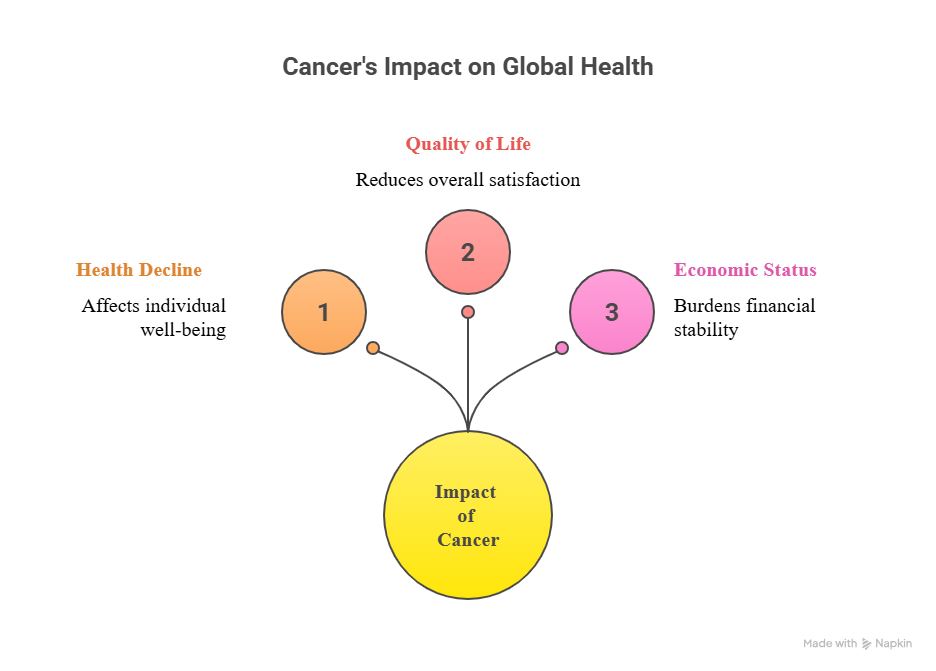 Cancer's Impact on Global Health
Quality of Life
Reduces overall satisfaction
2
Health Decline
Affects individual
well-being
1
3
Economic Status
Burdens financial
stability
Impact
of
Cancer
Made with Napkin